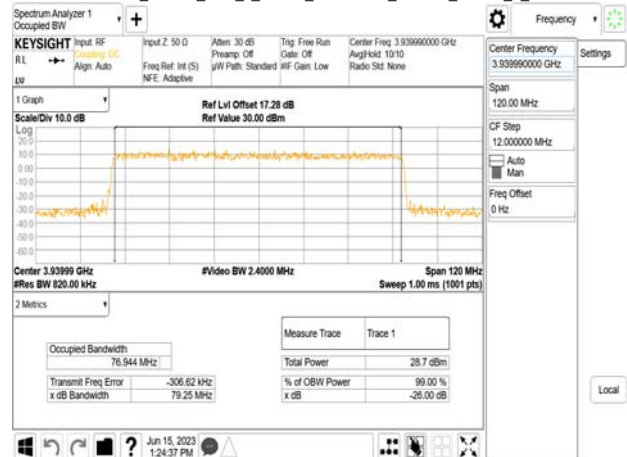 Spectrum Analyzer 1
Occupied BW
Frequency
KEYSIGHT
Input: RF
Coupling: DC
Align: Auto
Input Z: 50 Ω
Freq Ref: Int (S)
NFE: Adaptive
Atten: 30 dB
Preamp: Off
µW Path: Standard
Trig: Free Run
Gate: Off
#IF Gain: Low
Center Freq: 3.939990000 GHz
Avg|Hold: 10/10
Radio Std: None
RL
Center Frequency
3.939990000 GHz
Settings
Span
120.00 MHz
CF Step
12.000000 MHz
Auto
Man
Freq Offset
0 Hz
Local
1 Graph
Scale/Div 10.0 dB
Ref Lvl Offset 17.28 dB
Ref Value 30.00 dBm
Log
20.0
10.0
0.00
-10.0
-20.0
-30.0
-40.0
-50.0
-60.0
Center 3.93999 GHz
#Video BW 2.4000 MHz
Span 120 MHz
#Res BW 820.00 kHz
Sweep 1.00 ms (1001 pts)
2 Metrics
Measure Trace
Trace 1
Occupied Bandwidth
76.944 MHz
Total Power
28.7 dBm
Transmit Freq Error
-306.62 kHz
% of OBW Power
99.00 %
x dB Bandwidth
79.25 MHz
x dB
-26.00 dB
Jun 15, 2023
1:24:37 PM